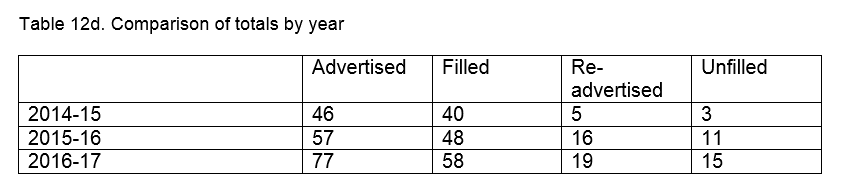 Table 12d. Comparison of totals by year
Advertised Filled Re- Unfilled
advertised
2014-15 46 40 5 3
2015-16 57 48 16 11
2016-17 77 58 19 15